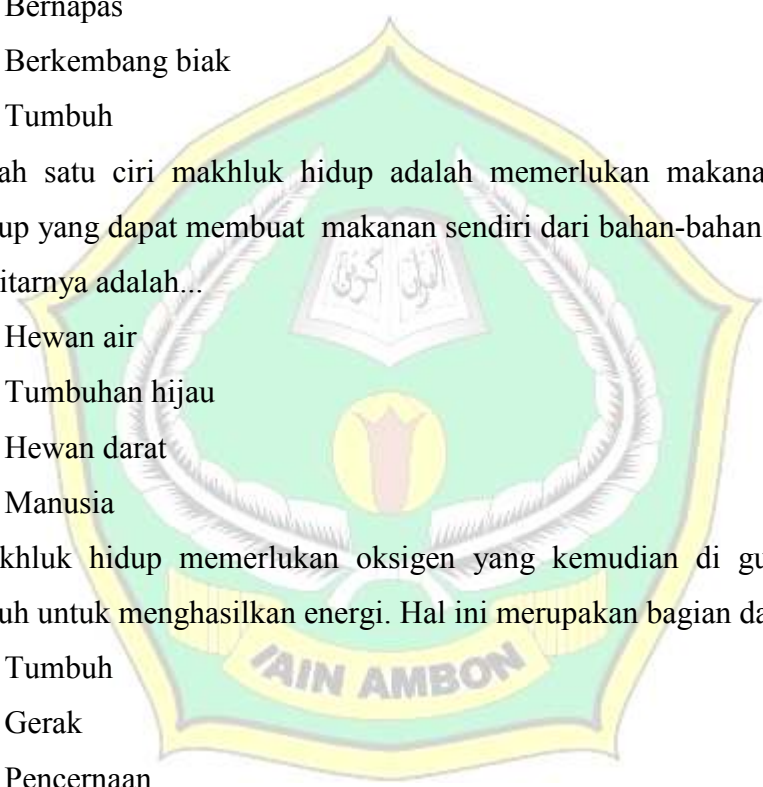 Bernapas
Berkembang biak
Tumbuh
ah satu ciri makhluk hidup adalah memerlukan makana
up yang dapat membuat makanan sendiri dari bahan-bahan
itarnya adalah...
Hewan air
Tumbuhan hijau
Hewan darat
Manusia
khluk hidup memerlukan oksigen yang kemudian di gu
uh untuk menghasilkan energi. Hal ini merupakan bagian da
Tumbuh
IAIN AMBON
Gerak
Pencernaan